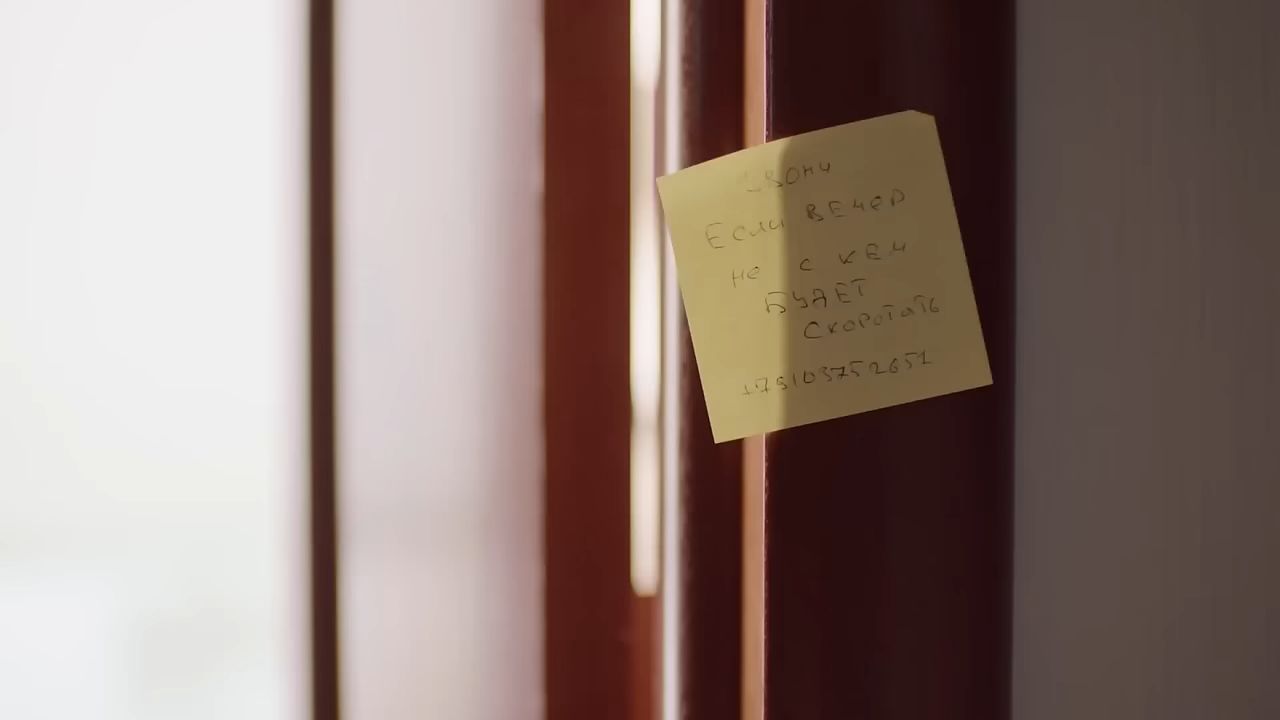 Звони
Если вечер
не с кем
будет
скоротать
+79103752651